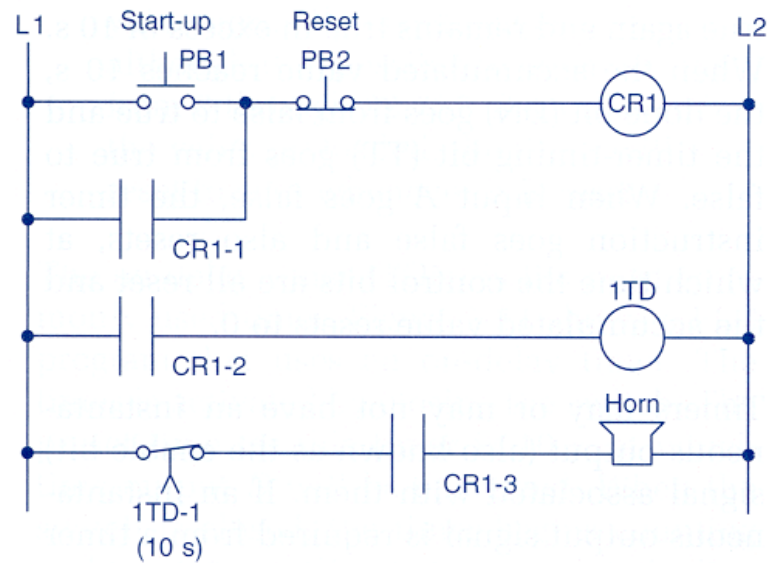 L1
Start-up
Reset
L2
PB1
PB2
CR1
CR1-1
1TD
CR1-2
Horn
CR1-3
1TD-1
(10 s)